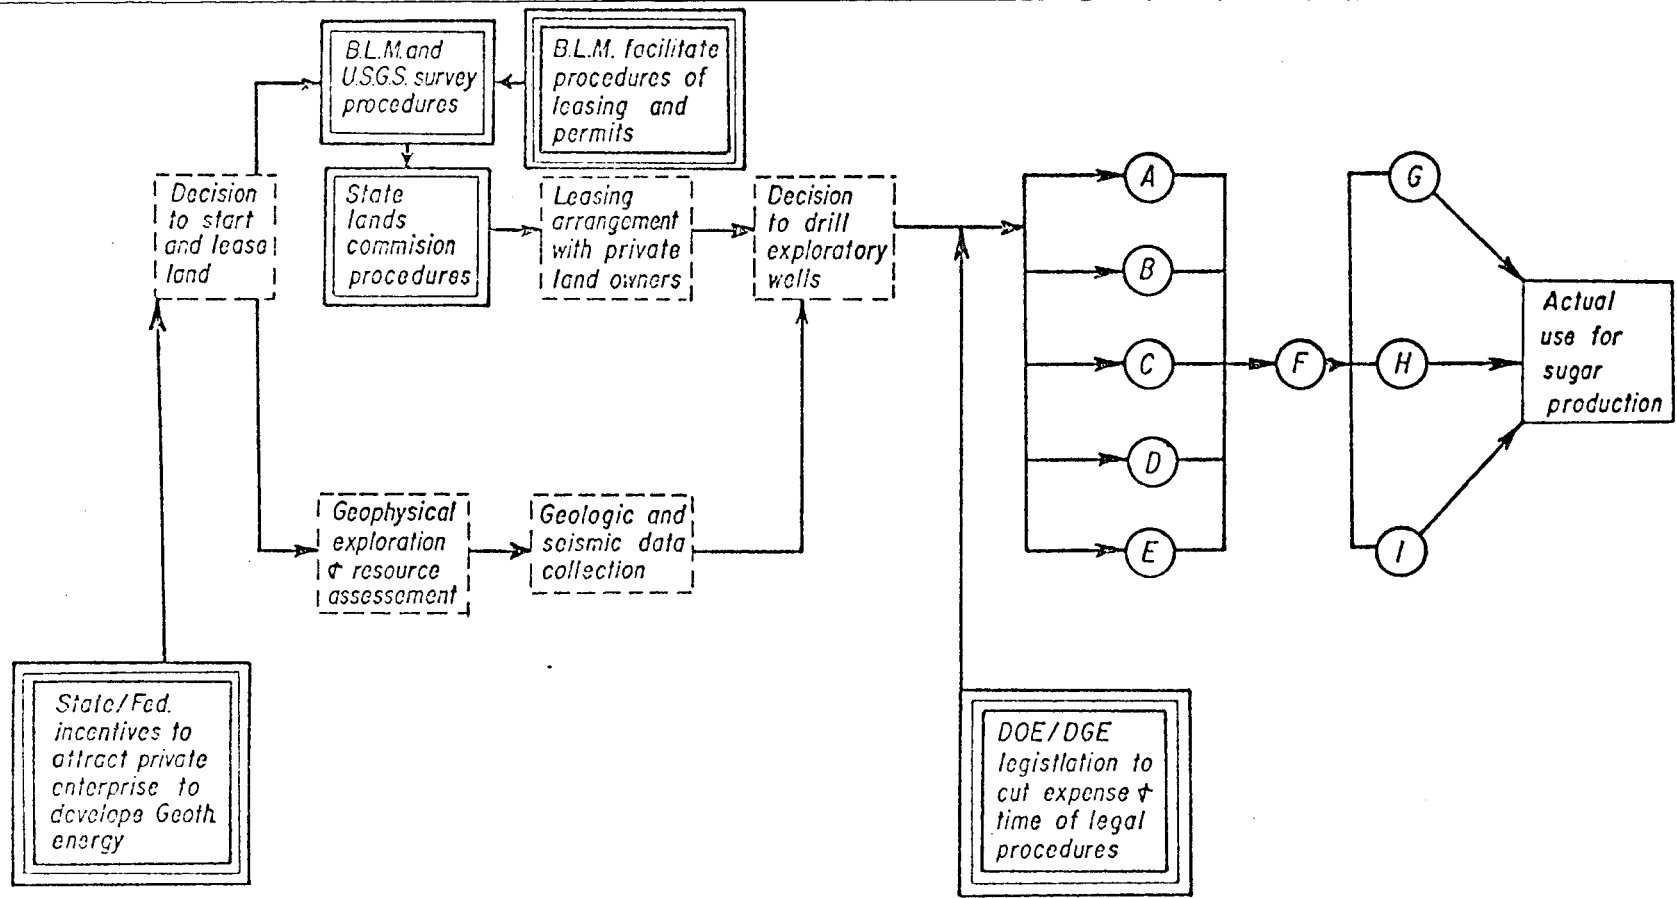 B.L.M. and
U.S.G.S. survey
procedures
B.L.M. facilitate
procedures of
leasing and
permits
Decision
to start
and lease
land
State
lands
commision
procedures
Leasing
arrangement
with private
land owners
Decision
to drill
exploratory
wells
A
B
C
D
E
F
G
H
I
Actual
use for
sugar
production
Geophysical
exploration
& resource
assessement
Geologic and
seismic data
collection
State/Fed.
incentives to
attract private
enterprise to
develope Geoth.
energy
DOE/DGE
legistlation to
cut expense &
time of legal
procedures